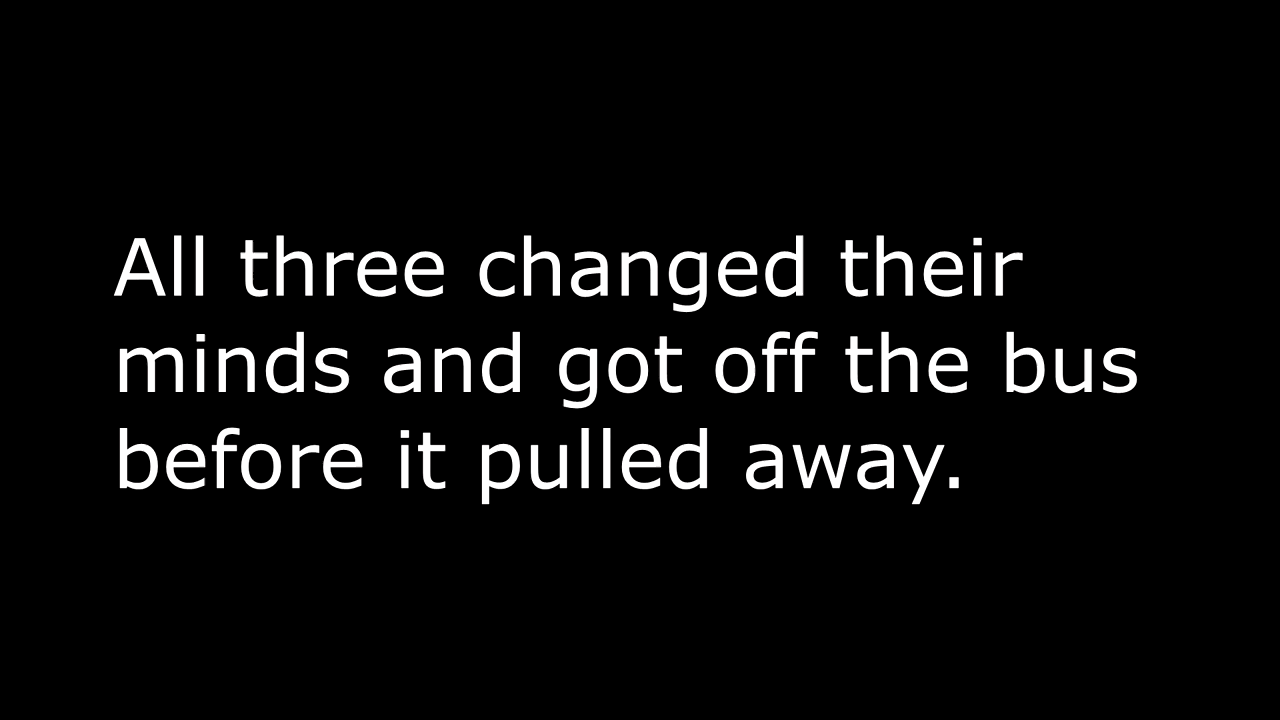 All three changed their
minds and got off the bus
before it pulled away.